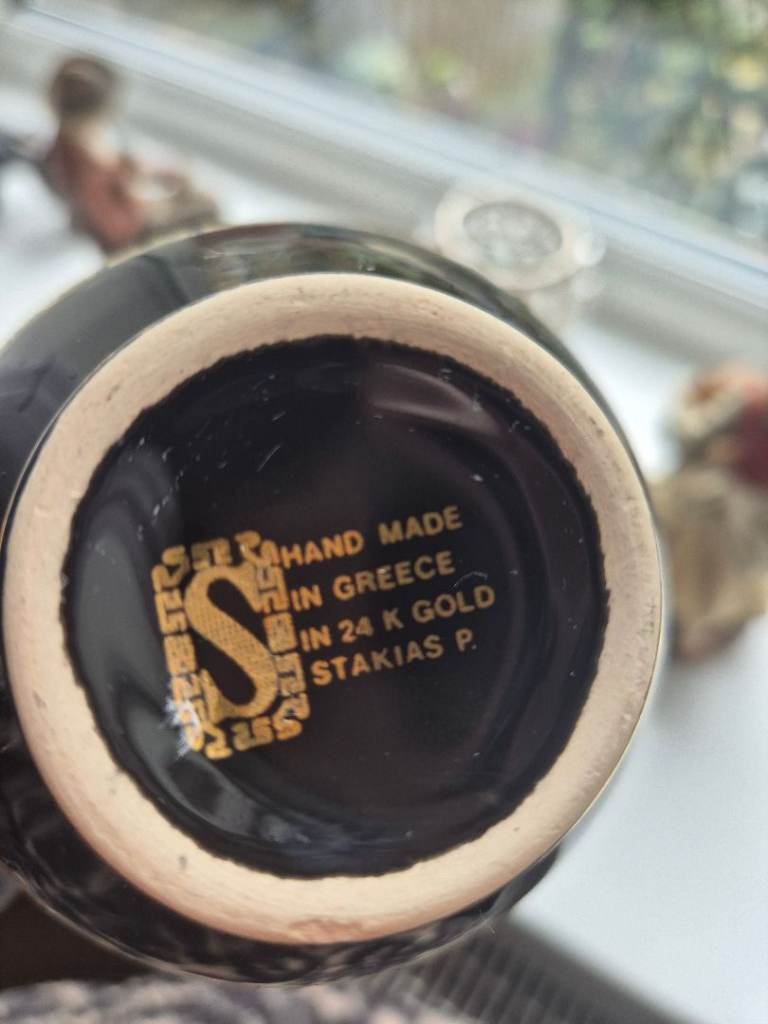 S
HAND MADE
IN GREECE
IN 24 K GOLD
STAKIAS P.